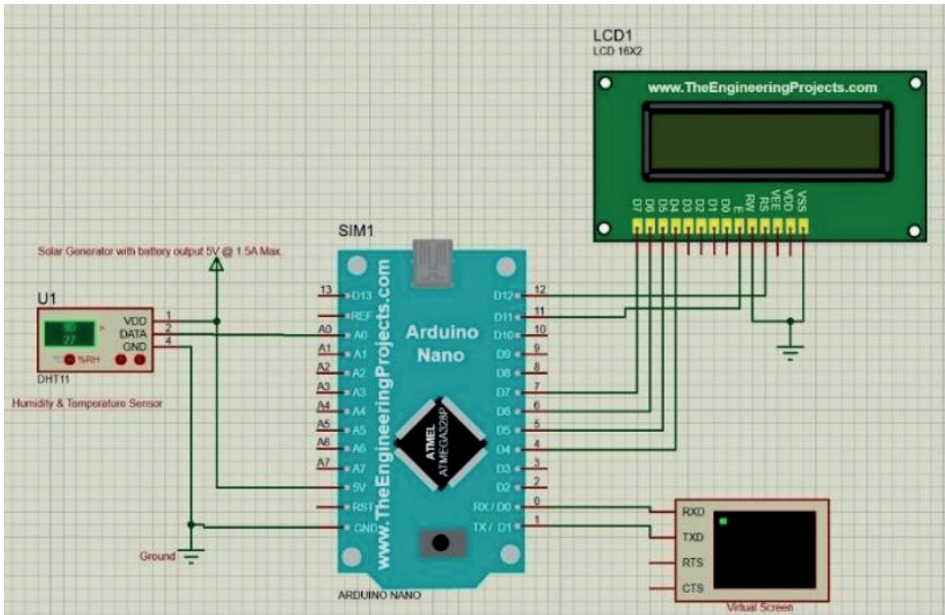 LCD1
LCD 16X2
www.TheEngineeringProjects.com
D7 D6 D5 D4 D3 D2 D1 D0 E RW RS VEE VDD VSS
SIM1
Solar Generator with battery output 5V @ 1.5A Max
U1
VDD 1
DATA 2
GND 4
80
27
°C %RH
DHT11
Humidity & Temperature Sensor
www.TheEngineeringProjects.com
Arduino
Nano
ATMEL
ATMEGA328P
13 D13
REF
A0 A0
A1 A1
A2 A2
A3 A3
A4 A4
A5 A5
A6 A6
A7 A7
5V
RST
GND
D12 12
D11 11
D10 10
D9 9
D8 8
D7 7
D6 6
D5 5
D4 4
D3 3
D2 2
RX / D0 0
TX / D1 1
ARDUINO NANO
Ground
RXD
TXD
RTS
CTS
Virtual Screen